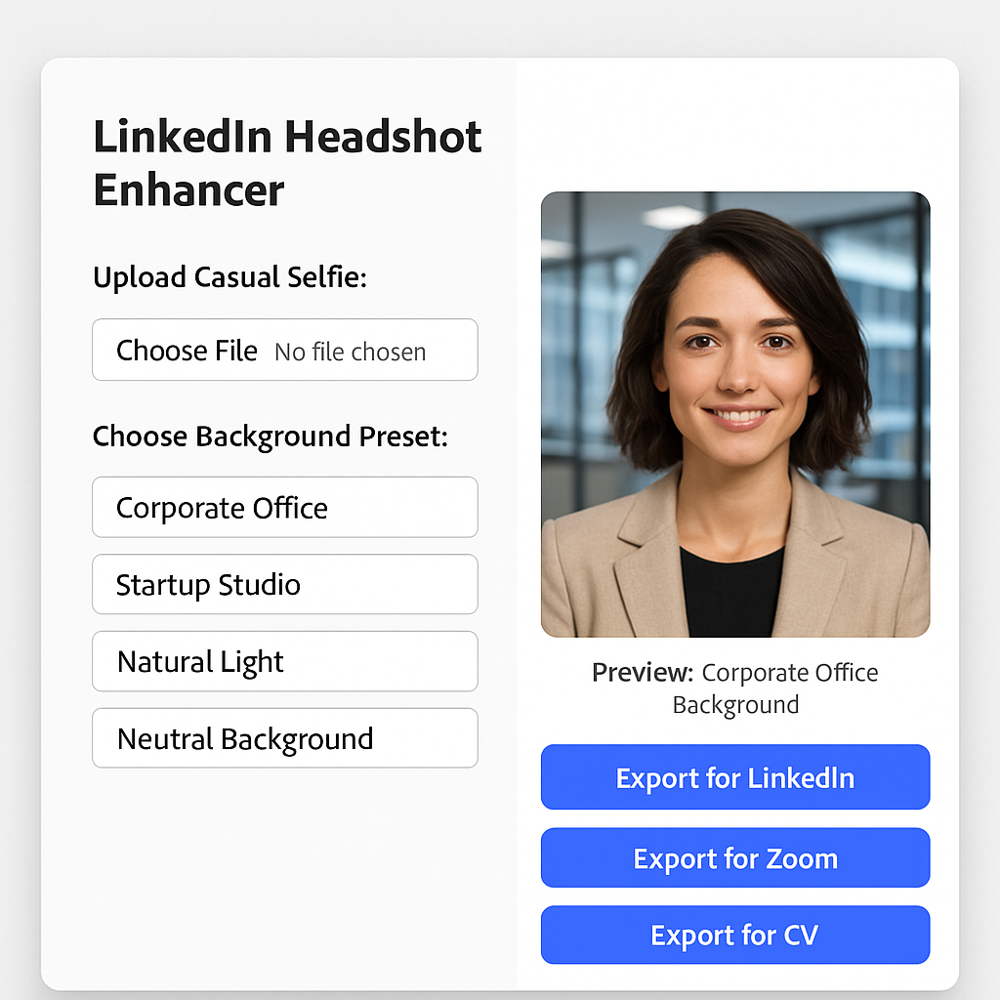 LinkedIn Headshot
Enhancer
Upload Casual Selfie:
Choose File No file chosen
Choose Background Preset:
Corporate Office
Startup Studio
Natural Light
Neutral Background
Preview: Corporate Office
Background
Export for LinkedIn
Export for Zoom
Export for CV